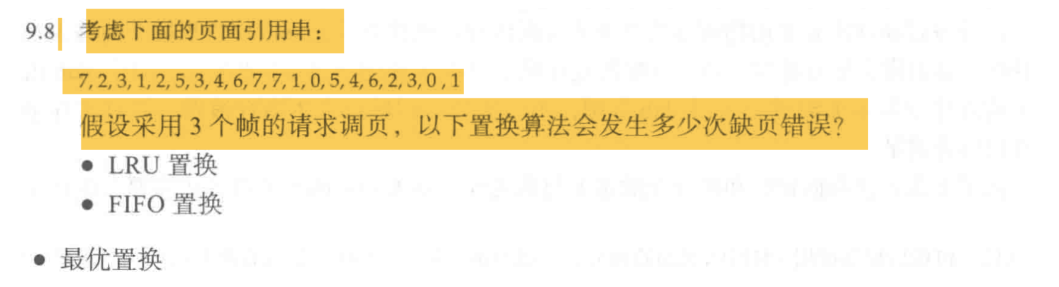 9.8 考虑下面的页面引用串：
7,2,3,1,2,5,3,4,6,7,7,1,0,5,4,6,2,3,0,1
假设采用 3 个帧的请求调页，以下置换算法会发生多少次缺页错误？
● LRU 置换
● FIFO 置换
● 最优置换